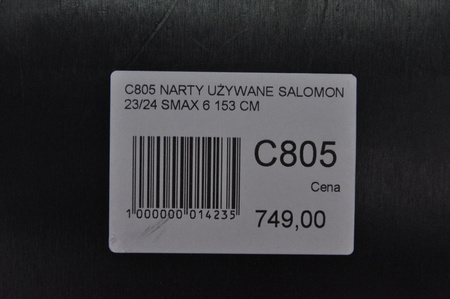 C805 NARTY UŻYWANE SALOMON
23/24 SMAX 6 153 CM
C805
Cena
1 000000 014235
749,00